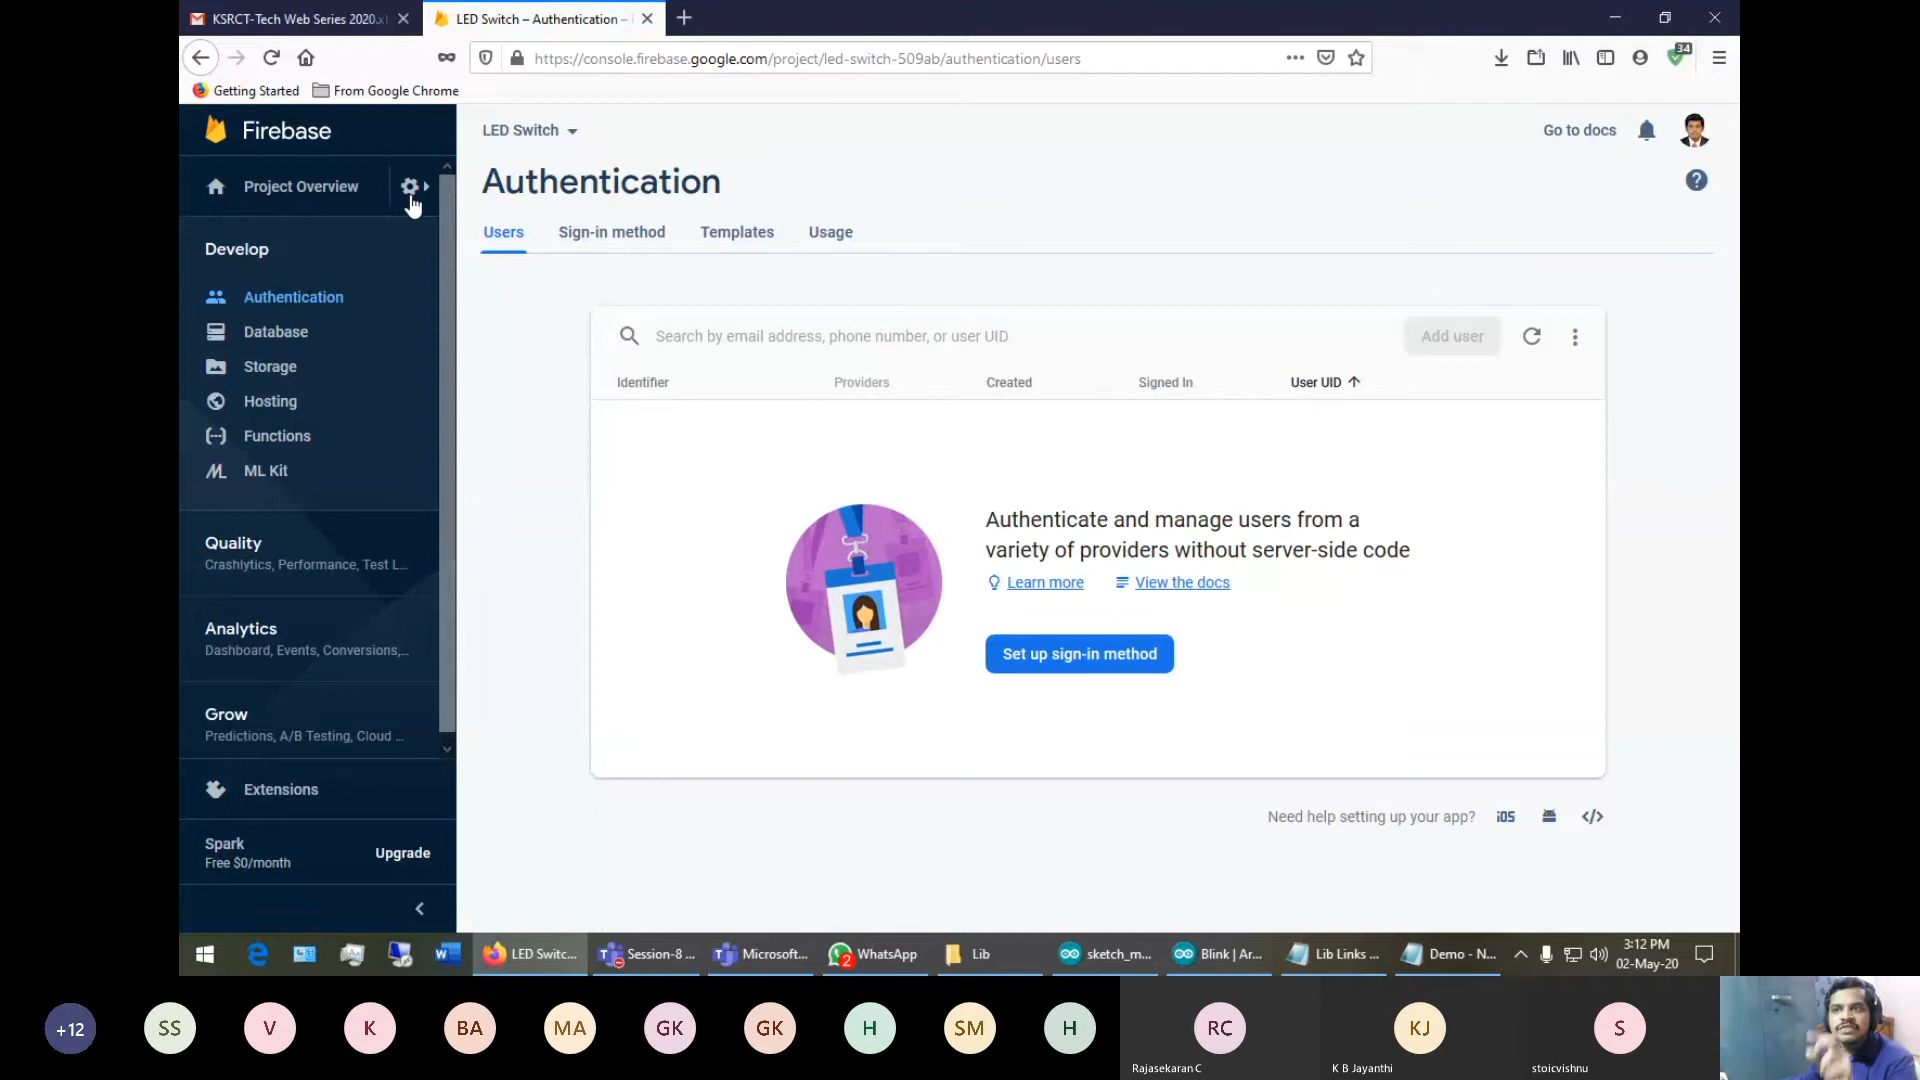 KSRCT-Tech Web Series 2020.x
LED Switch – Authentication –
https://console.firebase.google.com/project/led-switch-509ab/authentication/users
34
Getting Started
From Google Chrome
Firebase
LED Switch
Go to docs
Project Overview
Authentication
?
Users
Sign-in method
Templates
Usage
Develop
Authentication
Database
Storage
Hosting
Functions
ML Kit
Search by email address, phone number, or user UID
Add user
Identifier
Providers
Created
Signed In
User UID
Authenticate and manage users from a
variety of providers without server-side code
Learn more
View the docs
Set up sign-in method
Quality
Crashlytics, Performance, Test L...
Analytics
Dashboard, Events, Conversions,...
Grow
Predictions, A/B Testing, Cloud ...
Extensions
Need help setting up your app?
iOS
Spark
Free $0/month
Upgrade
LED Switc...
Session-8 ...
Microsoft...
2
WhatsApp
Lib
sketch_m...
Blink | Ar...
Lib Links ...
Demo - N...
3:12 PM
02-May-20
+12
SS
V
K
BA
MA
GK
GK
H
SM
H
RC
KJ
S
Rajasekaran C
K B Jayanthi
stoicvishnu